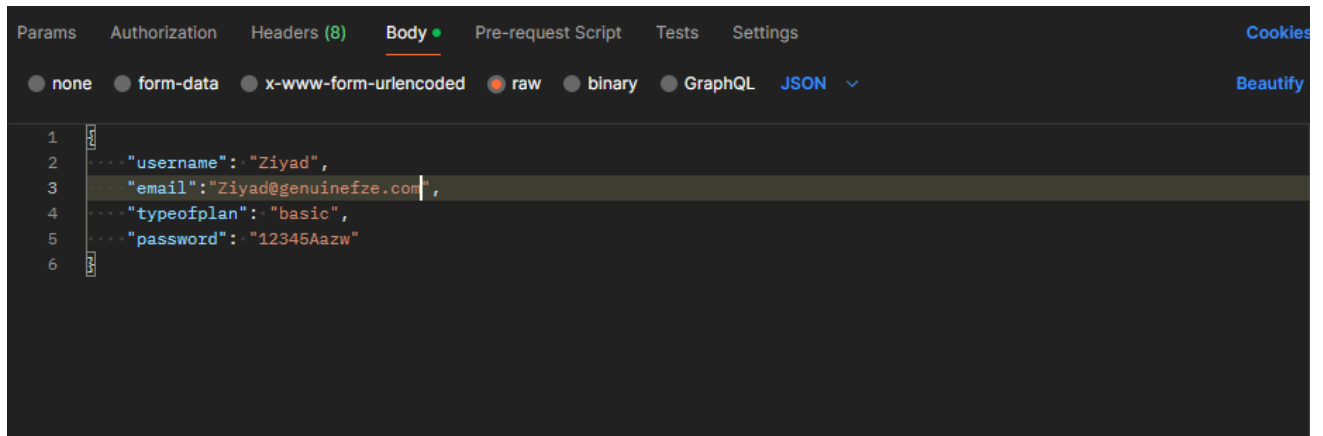 Params Authorization Headers (8) Body Pre-request Script Tests Settings Cookies
none form-data x-www-form-urlencoded raw binary GraphQL JSON Beautify
1 {
2 "username": "Ziyad",
3 "email":"Ziyad@genuinefze.com",
4 "typeofplan": "basic",
5 "password": "12345Aazw"
6 }